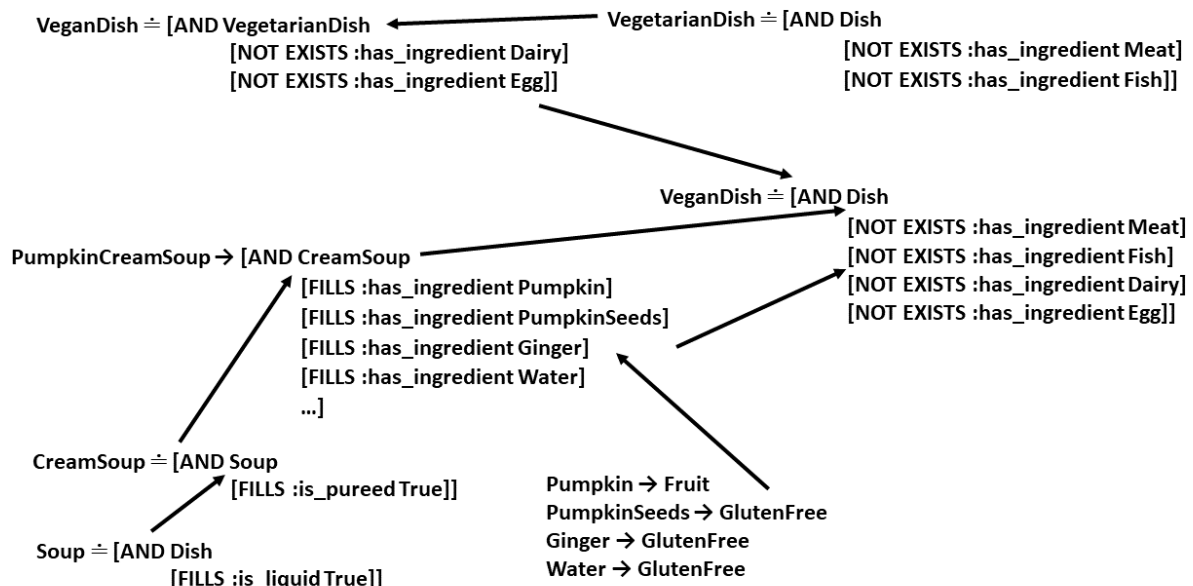 VeganDish ≐ [AND VegetarianDish
[NOT EXISTS :has_ingredient Dairy]
[NOT EXISTS :has_ingredient Egg]]
VegetarianDish ≐ [AND Dish
[NOT EXISTS :has_ingredient Meat]
[NOT EXISTS :has_ingredient Fish]]
VeganDish ≐ [AND Dish
[NOT EXISTS :has_ingredient Meat]
[NOT EXISTS :has_ingredient Fish]
[NOT EXISTS :has_ingredient Dairy]
[NOT EXISTS :has_ingredient Egg]]
PumpkinCreamSoup → [AND CreamSoup
[FILLS :has_ingredient Pumpkin]
[FILLS :has_ingredient PumpkinSeeds]
[FILLS :has_ingredient Ginger]
[FILLS :has_ingredient Water]
...]
CreamSoup ≐ [AND Soup
[FILLS :is_pureed True]]
Soup ≐ [AND Dish
[FILLS :is_liquid True]]
Pumpkin → Fruit
PumpkinSeeds → GlutenFree
Ginger → GlutenFree
Water → GlutenFree